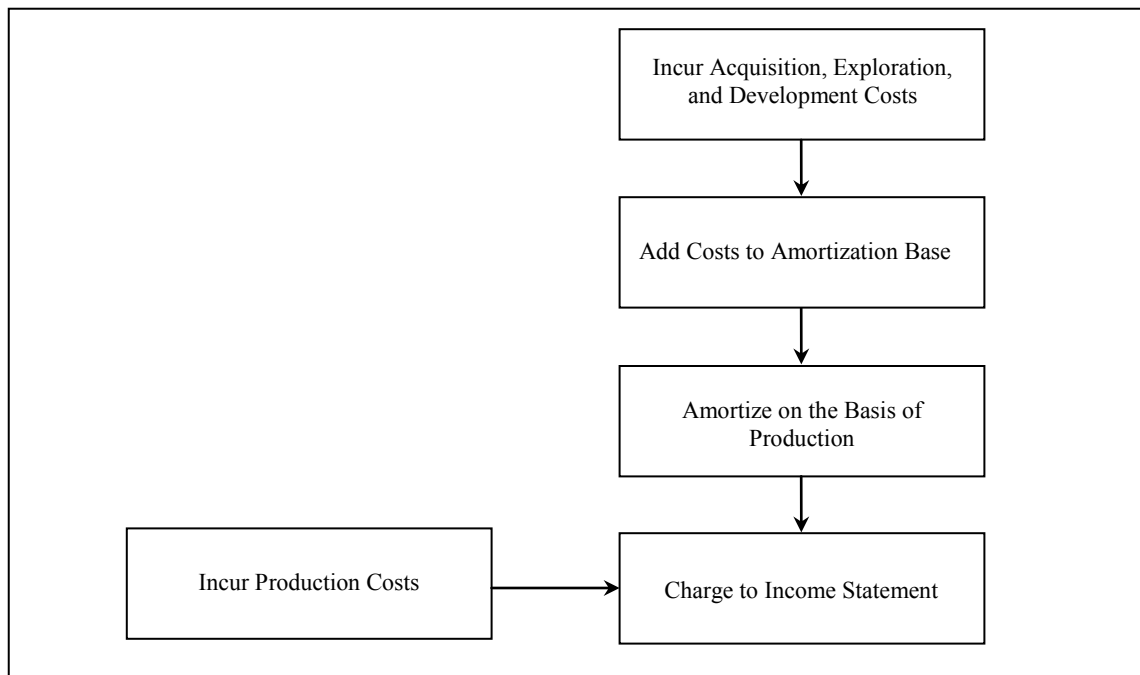 Incur Acquisition, Exploration,
and Development Costs
Add Costs to Amortization Base
Amortize on the Basis of
Production
Incur Production Costs
Charge to Income Statement